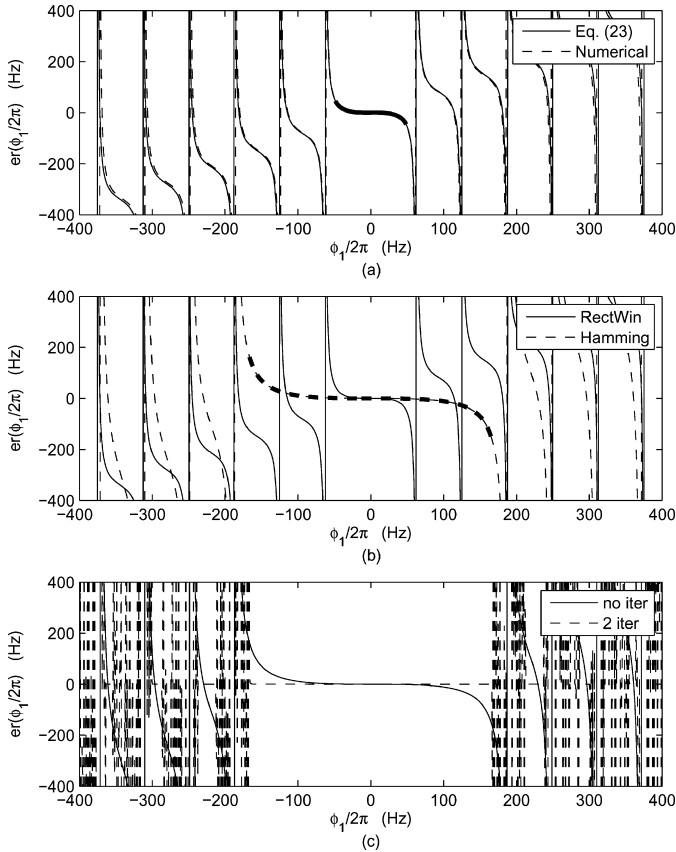 400
200
0
−200
−400
er(ϕ1/2π) (Hz)
Eq. (23)
Numerical
−400 −300 −200 −100 0 100 200 300 400
ϕ1/2π (Hz)
(a)
400
200
0
−200
−400
er(ϕ1/2π) (Hz)
RectWin
Hamming
−400 −300 −200 −100 0 100 200 300 400
ϕ1/2π (Hz)
(b)
400
200
0
−200
−400
er(ϕ1/2π) (Hz)
no iter
2 iter
−400 −300 −200 −100 0 100 200 300 400
ϕ1/2π (Hz)
(c)